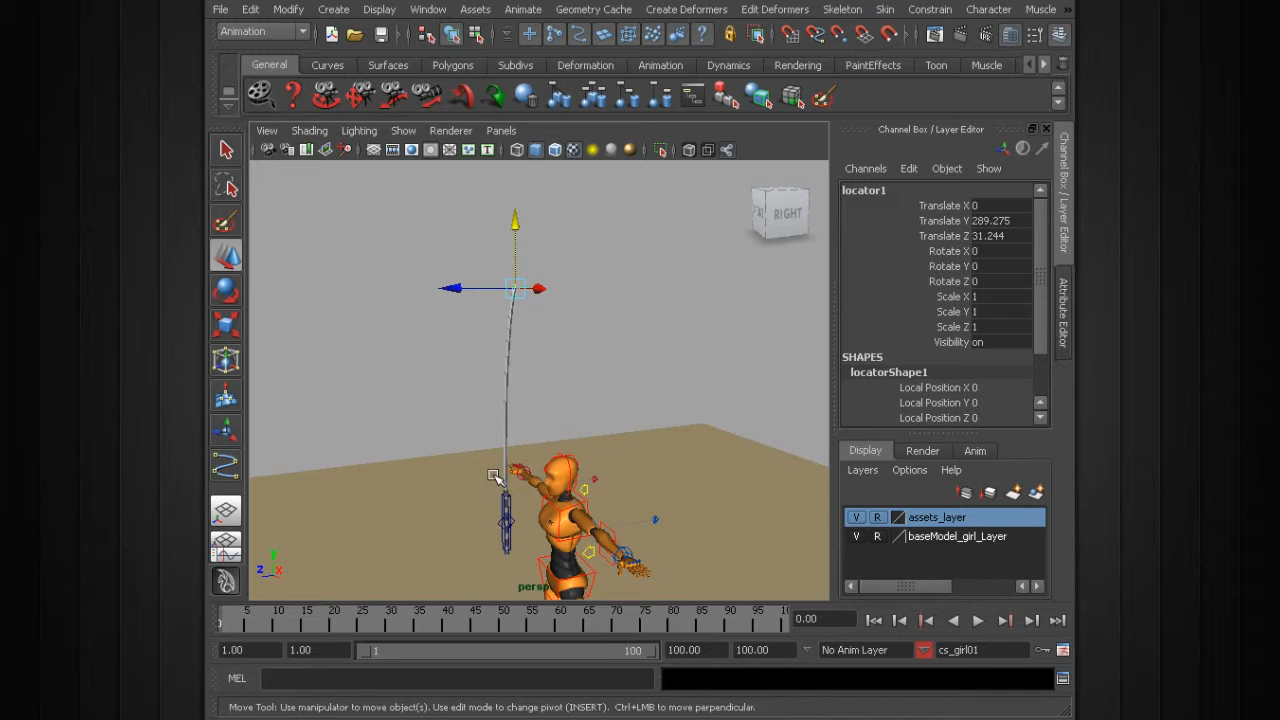 File Edit Modify Create Display Window Assets Animate Geometry Cache Create Deformers Edit Deformers Skeleton Skin Constrain Character Muscle »
Animation
General Curves Surfaces Polygons Subdivs Deformation Animation Dynamics Rendering PaintEffects Toon Muscle
View Shading Lighting Show Renderer Panels
Channel Box / Layer Editor
Channels Edit Object Show
locator1
Translate X 0
Translate Y 289.275
Translate Z 31.244
Rotate X 0
Rotate Y 0
Rotate Z 0
Scale X 1
Scale Y 1
Scale Z 1
Visibility on
SHAPES
locatorShape1
Local Position X 0
Local Position Y 0
Local Position Z 0
Channel Box / Layer Editor
Attribute Editor
RIGHT
Display Render Anim
Layers Options Help
V R assets_layer
V R baseModel_girl_Layer
Y
Z X
persp
5 10 15 20 25 30 35 40 45 50 55 60 65 70 75 80 85 90 95 10
0.00
1.00 1.00 1 100 100.00 100.00 No Anim Layer cs_girl01
MEL
Move Tool: Use manipulator to move object(s). Use edit mode to change pivot (INSERT). Ctrl+LMB to move perpendicular.